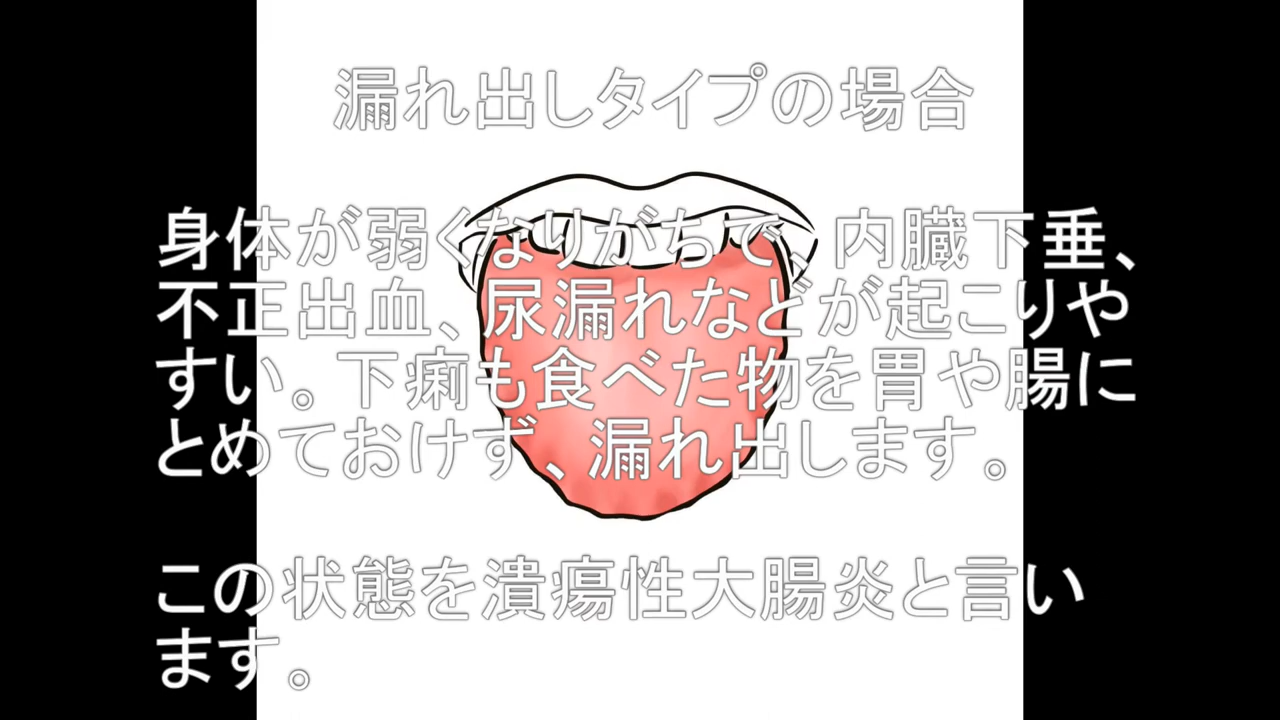 漏れ出しタイプの場合
身体が弱くなりがちで、内臓下垂、
不正出血、尿漏れなどが起こりや
すい。下痢も食べた物を胃や腸に
とめておけず、漏れ出します。
この状態を潰瘍性大腸炎と言い
ます。